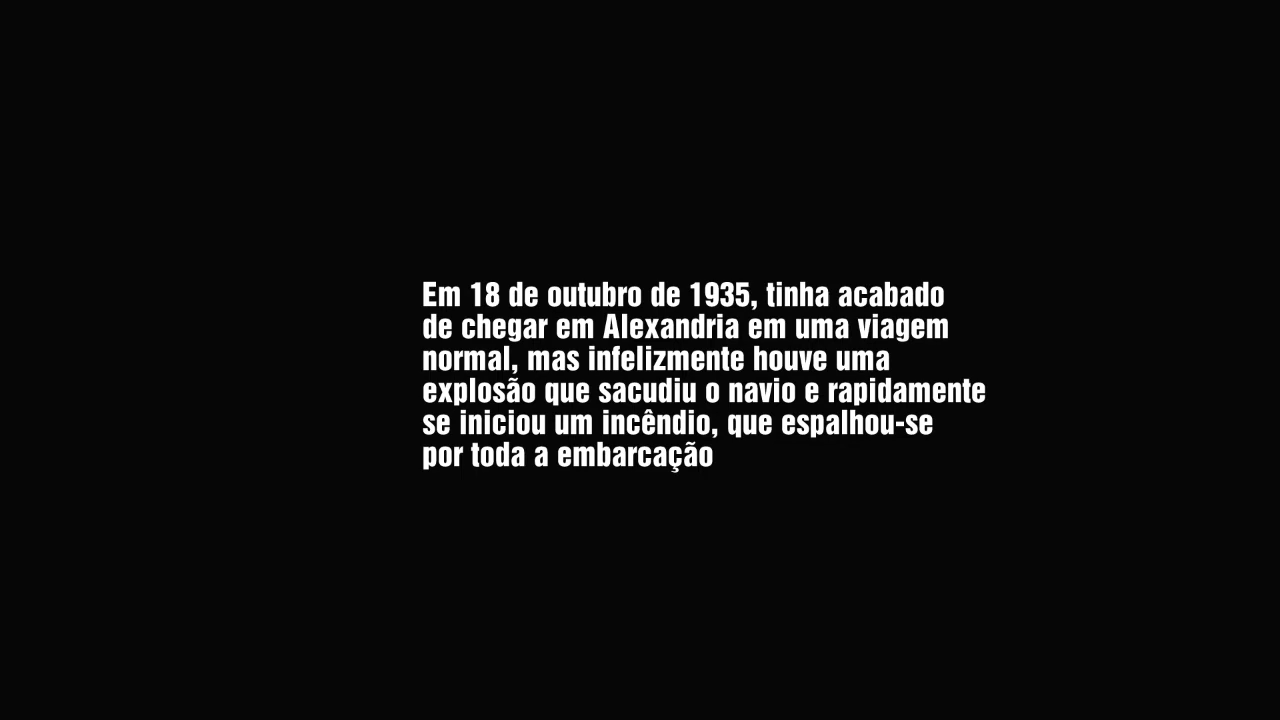 Em 18 de outubro de 1935, tinha acabado
de chegar em Alexandria em uma viagem
normal, mas infelizmente houve uma
explosão que sacudiu o navio e rapidamente
se iniciou um incêndio, que espalhou-se
por toda a embarcação